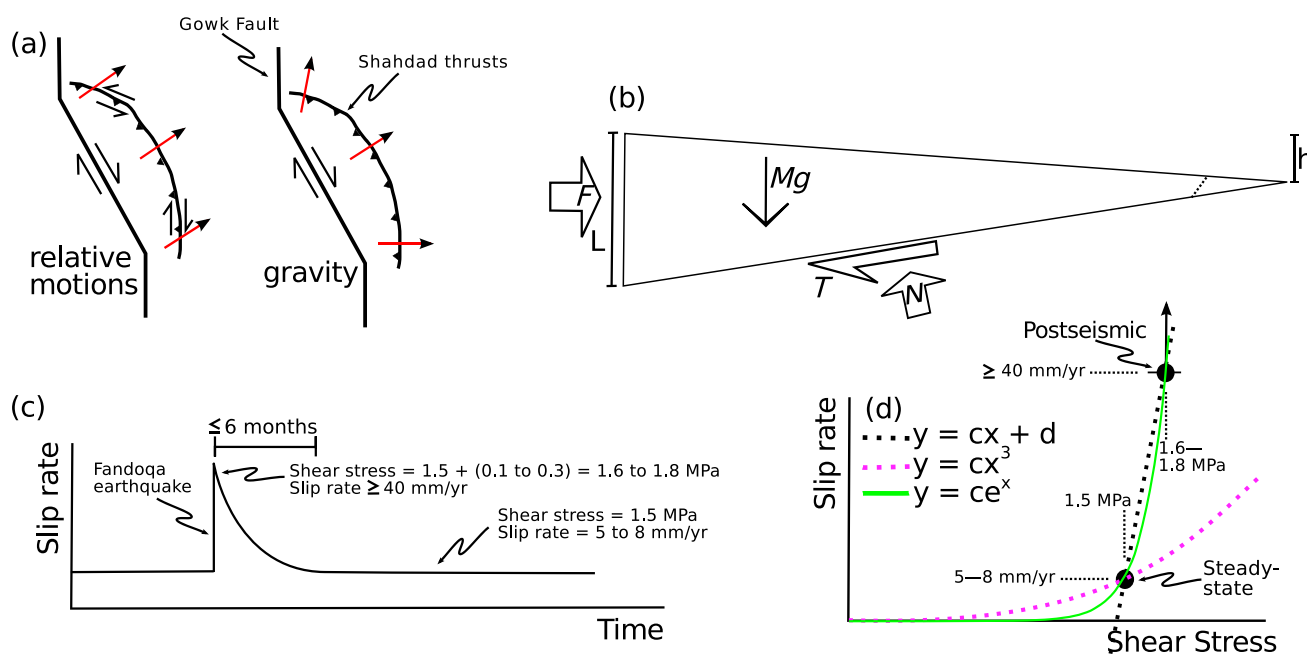 (a)
Gowk Fault
Shahdad thrusts
relative
motions
gravity
(b)
F
L
Mg
h
T
N
(c)
≤6 months
Slip rate
Fandoqa
earthquake
Shear stress = 1.5 + (0.1 to 0.3) = 1.6 to 1.8 MPa
Slip rate ≥ 40 mm/yr
Shear stress = 1.5 MPa
Slip rate = 5 to 8 mm/yr
Time
(d)
Postseismic
≥ 40 mm/yr
Slip rate
y = cx + d
y = cx³
y = ceˣ
1.6—
1.8 MPa
1.5 MPa
5—8 mm/yr
Steady-
state
Shear Stress